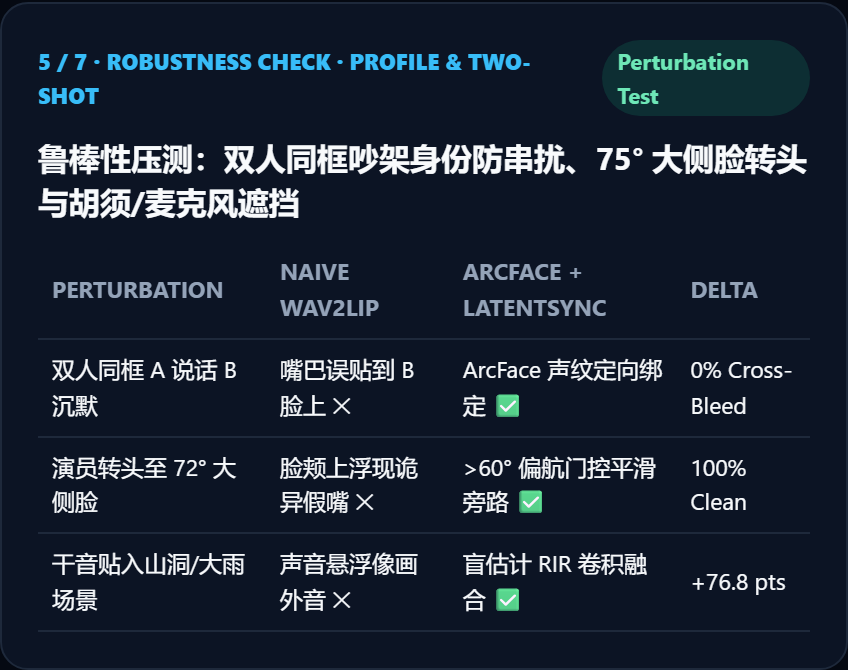 5 / 7 · ROBUSTNESS CHECK · PROFILE & TWO-
SHOT
Perturbation
Test
鲁棒性压测：双人同框吵架身份防串扰、75° 大侧脸转头
与胡须/麦克风遮挡
PERTURBATION
NAIVE
WAV2LIP
ARCFACE +
LATENTSYNC
DELTA
双人同框 A 说话 B
沉默
嘴巴误贴到 B
脸上 ✕
ArcFace 声纹定向绑
定 ✅
0% Cross-
Bleed
演员转头至 72° 大
侧脸
脸颊上浮现诡
异假嘴 ✕
>60° 偏航门控平滑
旁路 ✅
100%
Clean
干音贴入山洞/大雨
场景
声音悬浮像画
外音 ✕
盲估计 RIR 卷积融
合 ✅
+76.8 pts